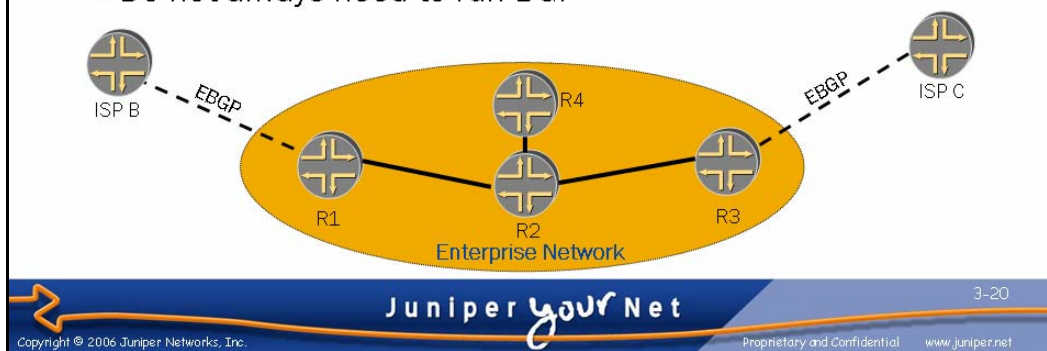 ISP B
EBGP
R4
EBGP
ISP C
R1
R2
R3
Enterprise Network
Juniper your Net
3-20
Copyright © 2006 Juniper Networks, Inc.
Proprietary and Confidential
www.juniper.net